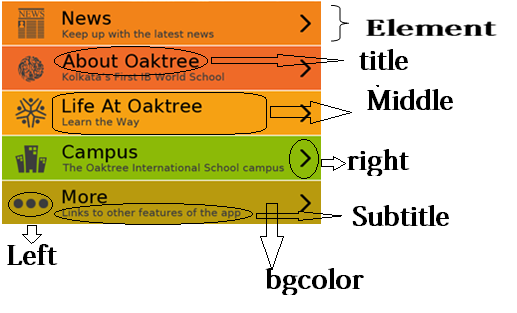 NEWS
News
Keep up with the latest news
Element
About Oaktree
Kolkata's First IB World School
title
Life At Oaktree
Learn the Way
Middle
Campus
The Oaktree International School campus
right
More
Links to other features of the app
Subtitle
Left
bgcolor